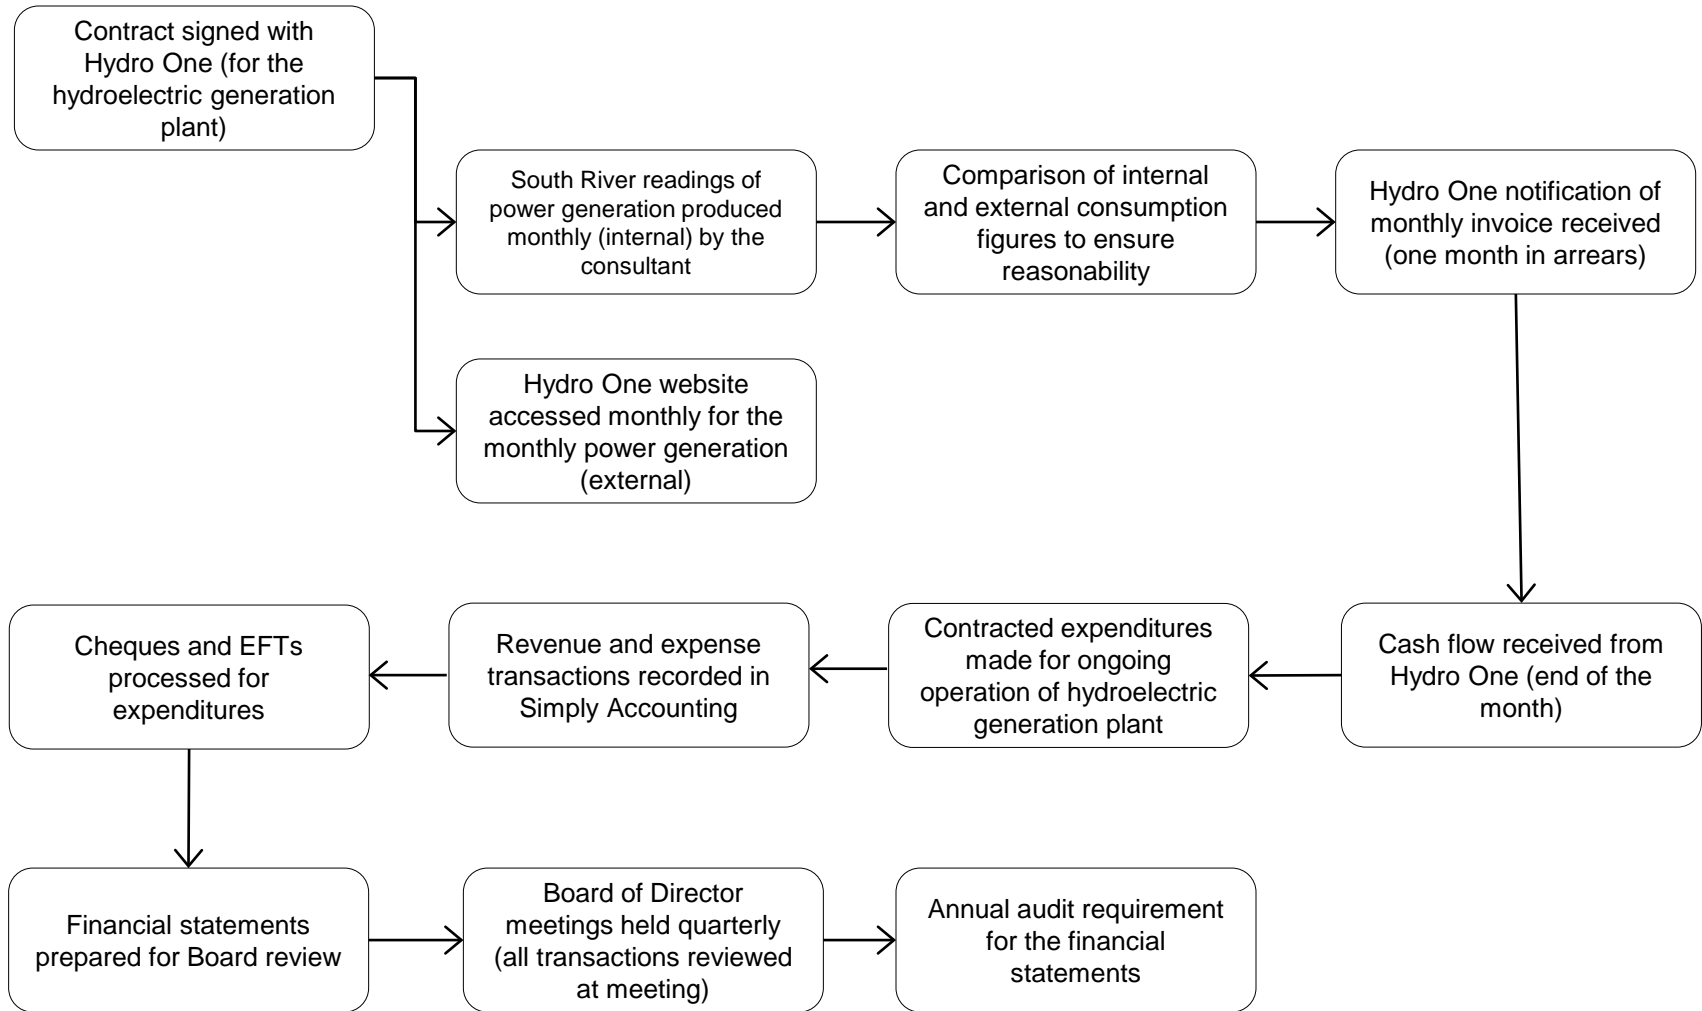 Contract signed with
Hydro One (for the
hydroelectric generation
plant)
South River readings of
power generation produced
monthly (internal) by the
consultant
Comparison of internal
and external consumption
figures to ensure
reasonability
Hydro One notification of
monthly invoice received
(one month in arrears)
Hydro One website
accessed monthly for the
monthly power generation
(external)
Cash flow received from
Hydro One (end of the
month)
Contracted expenditures
made for ongoing
operation of hydroelectric
generation plant
Revenue and expense
transactions recorded in
Simply Accounting
Cheques and EFTs
processed for
expenditures
Financial statements
prepared for Board review
Board of Director
meetings held quarterly
(all transactions reviewed
at meeting)
Annual audit requirement
for the financial
statements